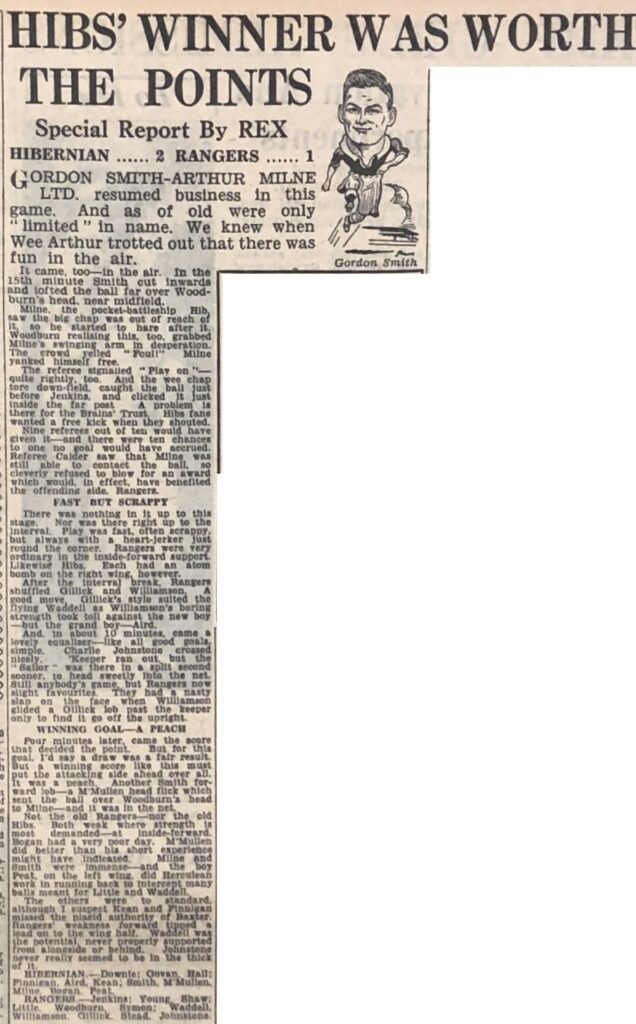 HIBS' WINNER WAS WORTH
THE POINTS
Special Report By REX
HIBERNIAN ...... 2 RANGERS ...... 1
GORDON SMITH-ARTHUR MILNE
LTD. resumed business in this
game. And as of old were only
"limited" in name. We knew when
Wee Arthur trotted out that there was
fun in the air.
Gordon Smith
It came, too—in the air. In the
15th minute Smith cut inwards
and lofted the ball far over Wood-
burn's head, near midfield.
Milne, the pocket-battleship Hib,
saw the big chap was out of reach of
it, so he started to hare after it.
Woodburn realising this, too, grabbed
Milne's swinging arm in desperation.
The crowd yelled "Foul!" Milne
yanked himself free.
The referee signalled "Play on"—
quite rightly, too. And the wee chap
tore down-field, caught the ball just
before Jenkins, and clicked it just
inside the far post. A problem is
there for the Brains' Trust. Hibs fans
wanted a free kick when they shouted.
Nine referees out of ten would have
given it—and there were ten chances
to one no goal would have accrued.
Referee Calder saw that Milne was
still able to contact the ball, so
cleverly refused to blow for an award
which would, in effect, have benefited
the offending side, Rangers.
FAST BUT SCRAPPY
There was nothing in it up to this
stage. Nor was there right up to the
interval. Play was fast, often scrappy,
but always with a heart-jerker just
round the corner. Rangers were very
ordinary in the inside-forward support.
Likewise Hibs. Each had an atom
bomb on the right wing, however.
After the interval break, Rangers
shuffled Gillick and Williamson. A
good move. Gillick's style suited the
flying Waddell as Williamson's boring
strength took toll against the new boy
—but the grand boy—Aird.
And, in about 10 minutes, came a
lovely equaliser—like all good goals,
simple. Charlie Johnstone crossed
nicely. 'Keeper ran out, but the
"Sailor" was there in a split second
sooner, to head sweetly into the net.
Still anybody's game, but Rangers now
slight favourites. They had a nasty
slap on the face when Williamson
glided a Gillick lob past the keeper
only to find it go off the upright.
WINNING GOAL—A PEACH
Four minutes later, came the score
that decided the point. But for this
goal, I'd say a draw was a fair result.
But a winning score like this must
put the attacking side ahead over all.
It was a peach. Another Smith for-
ward lob—a M'Mullen head flick which
sent the ball over Woodburn's head
to Milne—and it was in the net.
Not the old Rangers—nor the old
Hibs. Both weak where strength is
most demanded—at inside-forward.
Bogan had a very poor day. M'Mullen
did better than his short experience
might have indicated. Milne and
Smith were immense—and the boy
Peat, on the left wing, did Herculean
work in running back to intercept many
balls meant for Little and Waddell.
The others were to standard,
although I suspect Kean and Finnigan
missed the placid authority of Baxter.
Rangers' weakness forward tipped a
load on to the wing half. Waddell was
the potential, never properly supported
from alongside or behind. Johnstone
never really seemed to be in the thick
of it.
HIBERNIAN.—Downie; Govan, Hall;
Finnigan, Aird, Kean; Smith, M'Mullen,
Milne, Bogan, Peat.
RANGERS.—Jenkins; Young, Shaw;
Little, Woodburn, Symon; Waddell,
Williamson, Gillick, Stead, Johnstone.